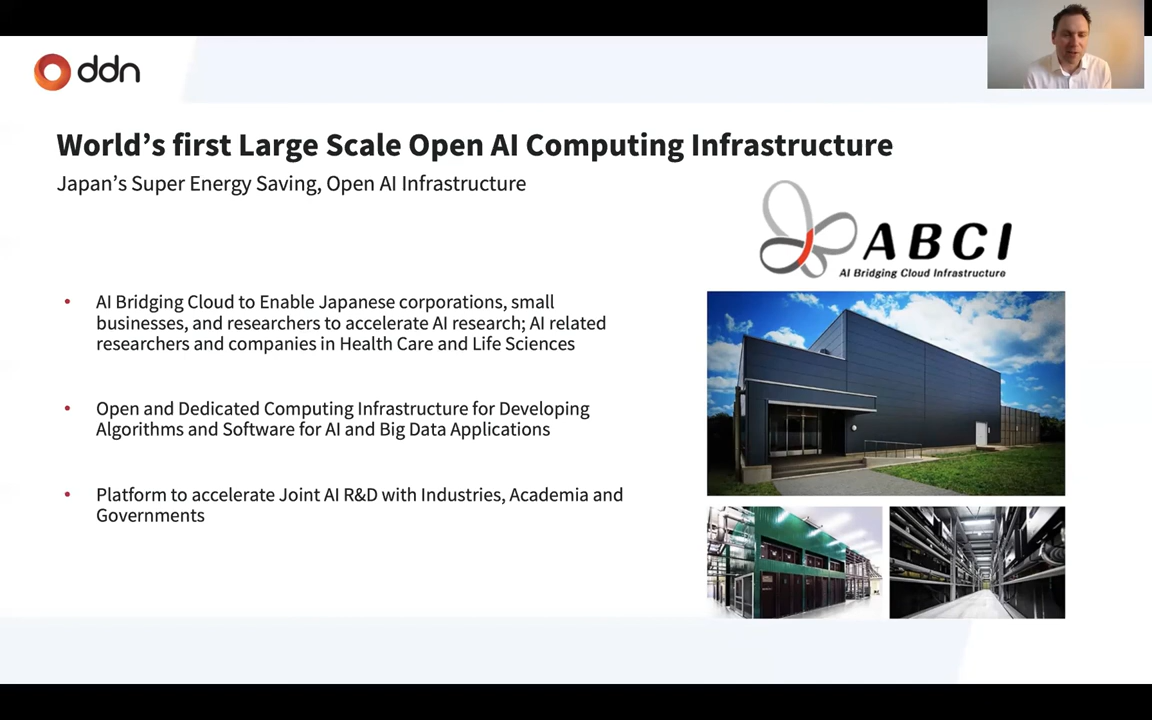 ddn
World’s first Large Scale Open AI Computing Infrastructure
Japan’s Super Energy Saving, Open AI Infrastructure
ABCI
AI Bridging Cloud Infrastructure
• AI Bridging Cloud to Enable Japanese corporations, small
businesses, and researchers to accelerate AI research; AI related
researchers and companies in Health Care and Life Sciences
• Open and Dedicated Computing Infrastructure for Developing
Algorithms and Software for AI and Big Data Applications
• Platform to accelerate Joint AI R&D with Industries, Academia and
Governments